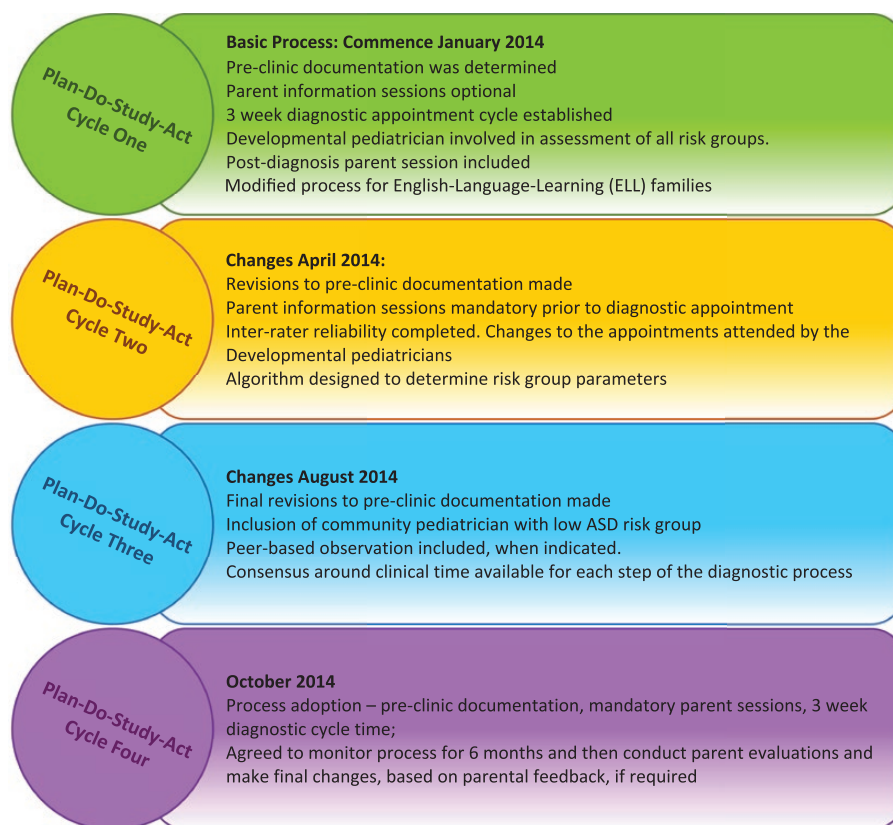 Plan-Do-Study-Act
Cycle One
Basic Process: Commence January 2014
Pre-clinic documentation was determined
Parent information sessions optional
3 week diagnostic appointment cycle established
Developmental pediatrician involved in assessment of all risk groups.
Post-diagnosis parent session included
Modified process for English-Language-Learning (ELL) families
Plan-Do-Study-Act
Cycle Two
Changes April 2014:
Revisions to pre-clinic documentation made
Parent information sessions mandatory prior to diagnostic appointment
Inter-rater reliability completed. Changes to the appointments attended by the
Developmental pediatricians
Algorithm designed to determine risk group parameters
Plan-Do-Study-Act
Cycle Three
Changes August 2014
Final revisions to pre-clinic documentation made
Inclusion of community pediatrician with low ASD risk group
Peer-based observation included, when indicated.
Consensus around clinical time available for each step of the diagnostic process
Plan-Do-Study-Act
Cycle Four
October 2014
Process adoption – pre-clinic documentation, mandatory parent sessions, 3 week
diagnostic cycle time;
Agreed to monitor process for 6 months and then conduct parent evaluations and
make final changes, based on parental feedback, if required